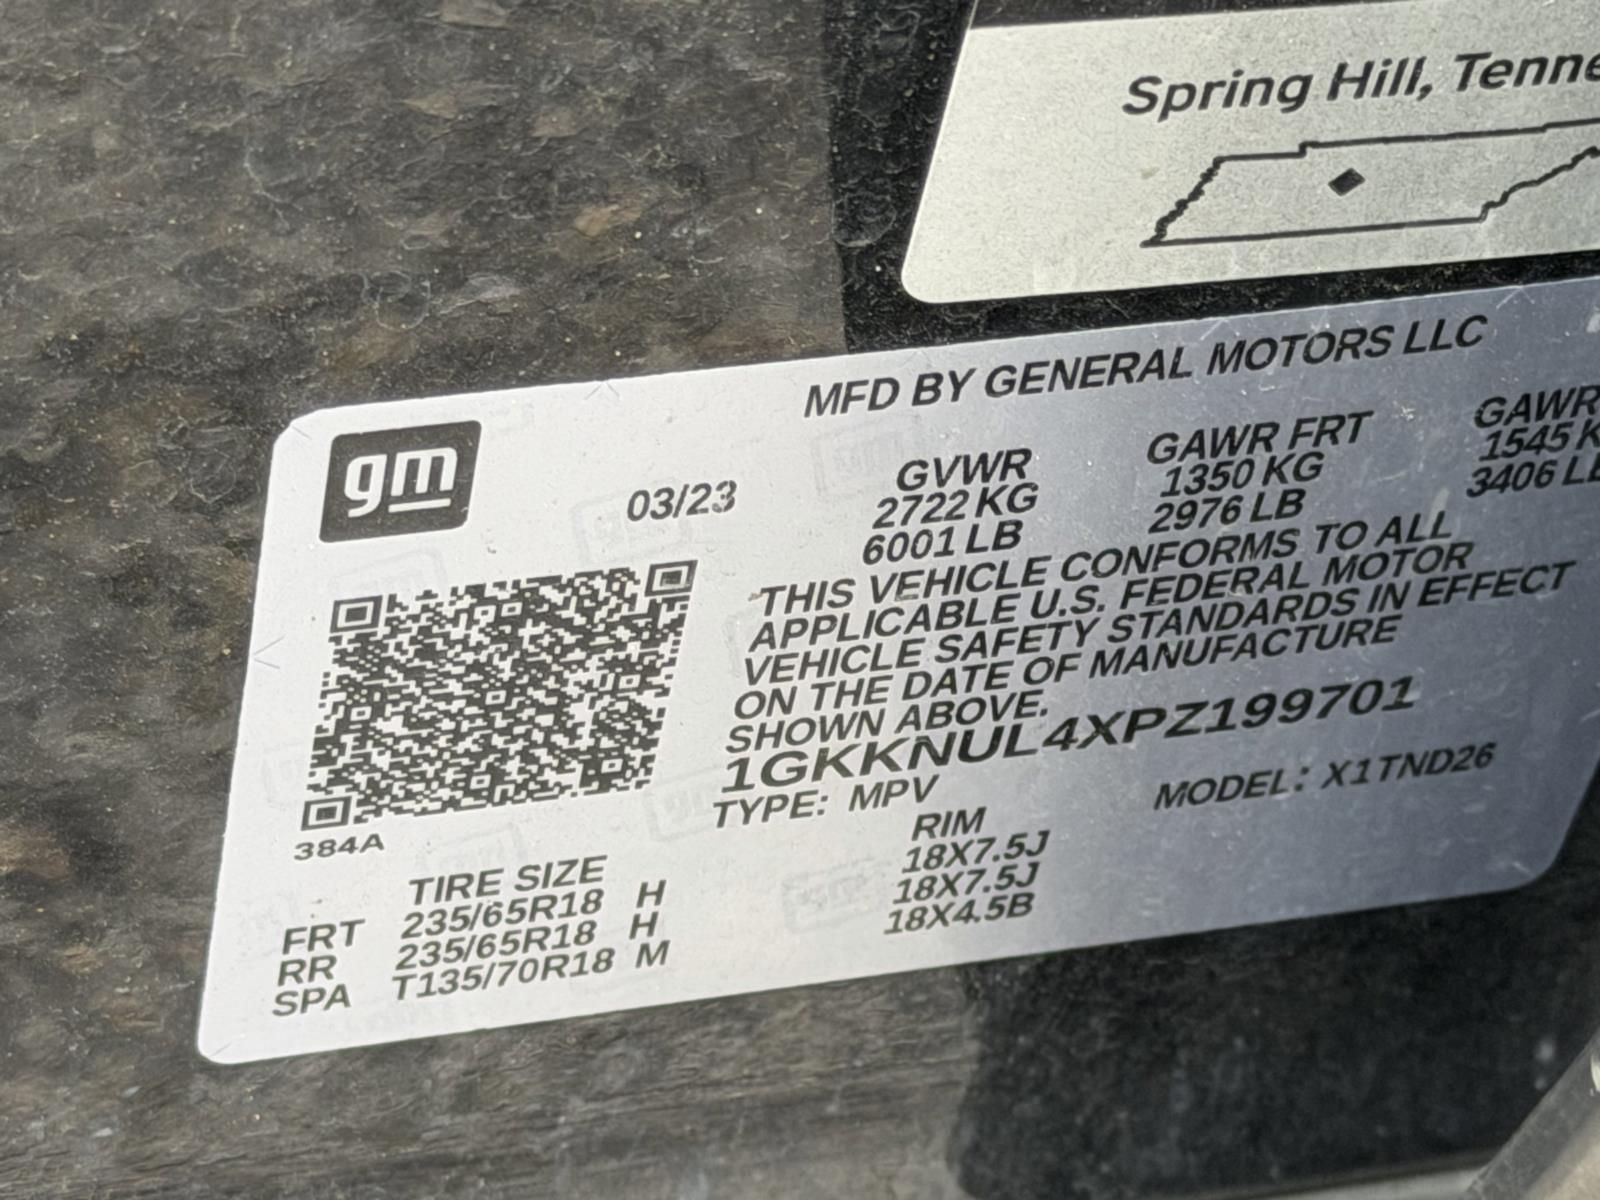 Spring Hill, Tenne
MFD BY GENERAL MOTORS LLC
gm
03/23
GVWR GAWR FRT GAWR
2722 KG 1350 KG 1545 K
6001 LB 2976 LB 3406 LB
THIS VEHICLE CONFORMS TO ALL
APPLICABLE U.S. FEDERAL MOTOR
VEHICLE SAFETY STANDARDS IN EFFECT
ON THE DATE OF MANUFACTURE
SHOWN ABOVE.
1GKKNUL4XPZ199701
TYPE: MPV MODEL: X1TND26
384A
TIRE SIZE RIM
FRT 235/65R18 H 18X7.5J
RR 235/65R18 H 18X7.5J
SPA T135/70R18 M 18X4.5B